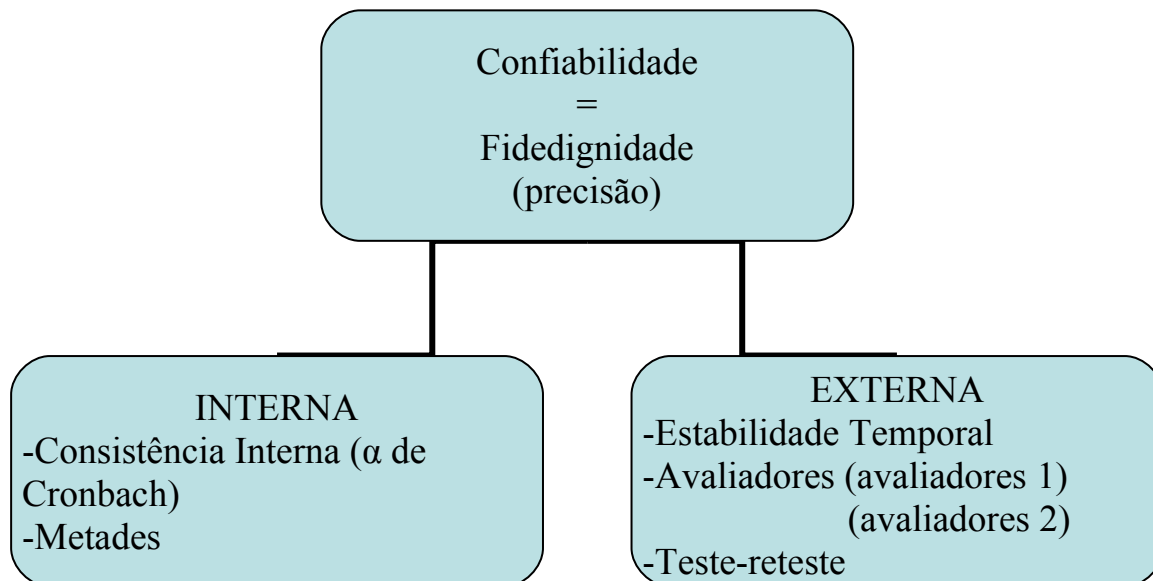 Confiabilidade
=
Fidedignidade
(precisão)
INTERNA
-Consistência Interna (α de
Cronbach)
-Metades
EXTERNA
-Estabilidade Temporal
-Avaliadores (avaliadores 1)
(avaliadores 2)
-Teste-reteste